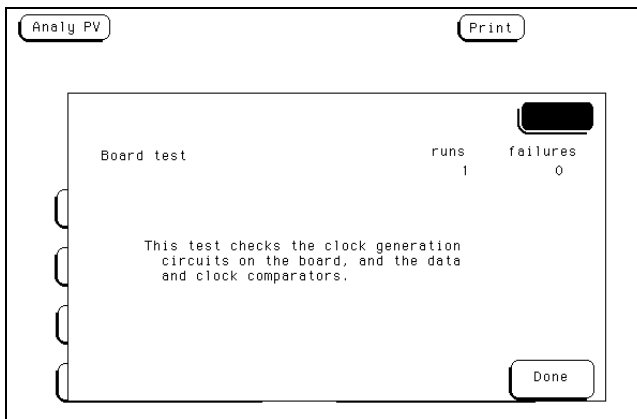 Analy PV Print
Board test runs failures
1 0
This test checks the clock generation
circuits on the board, and the data
and clock comparators.
Done